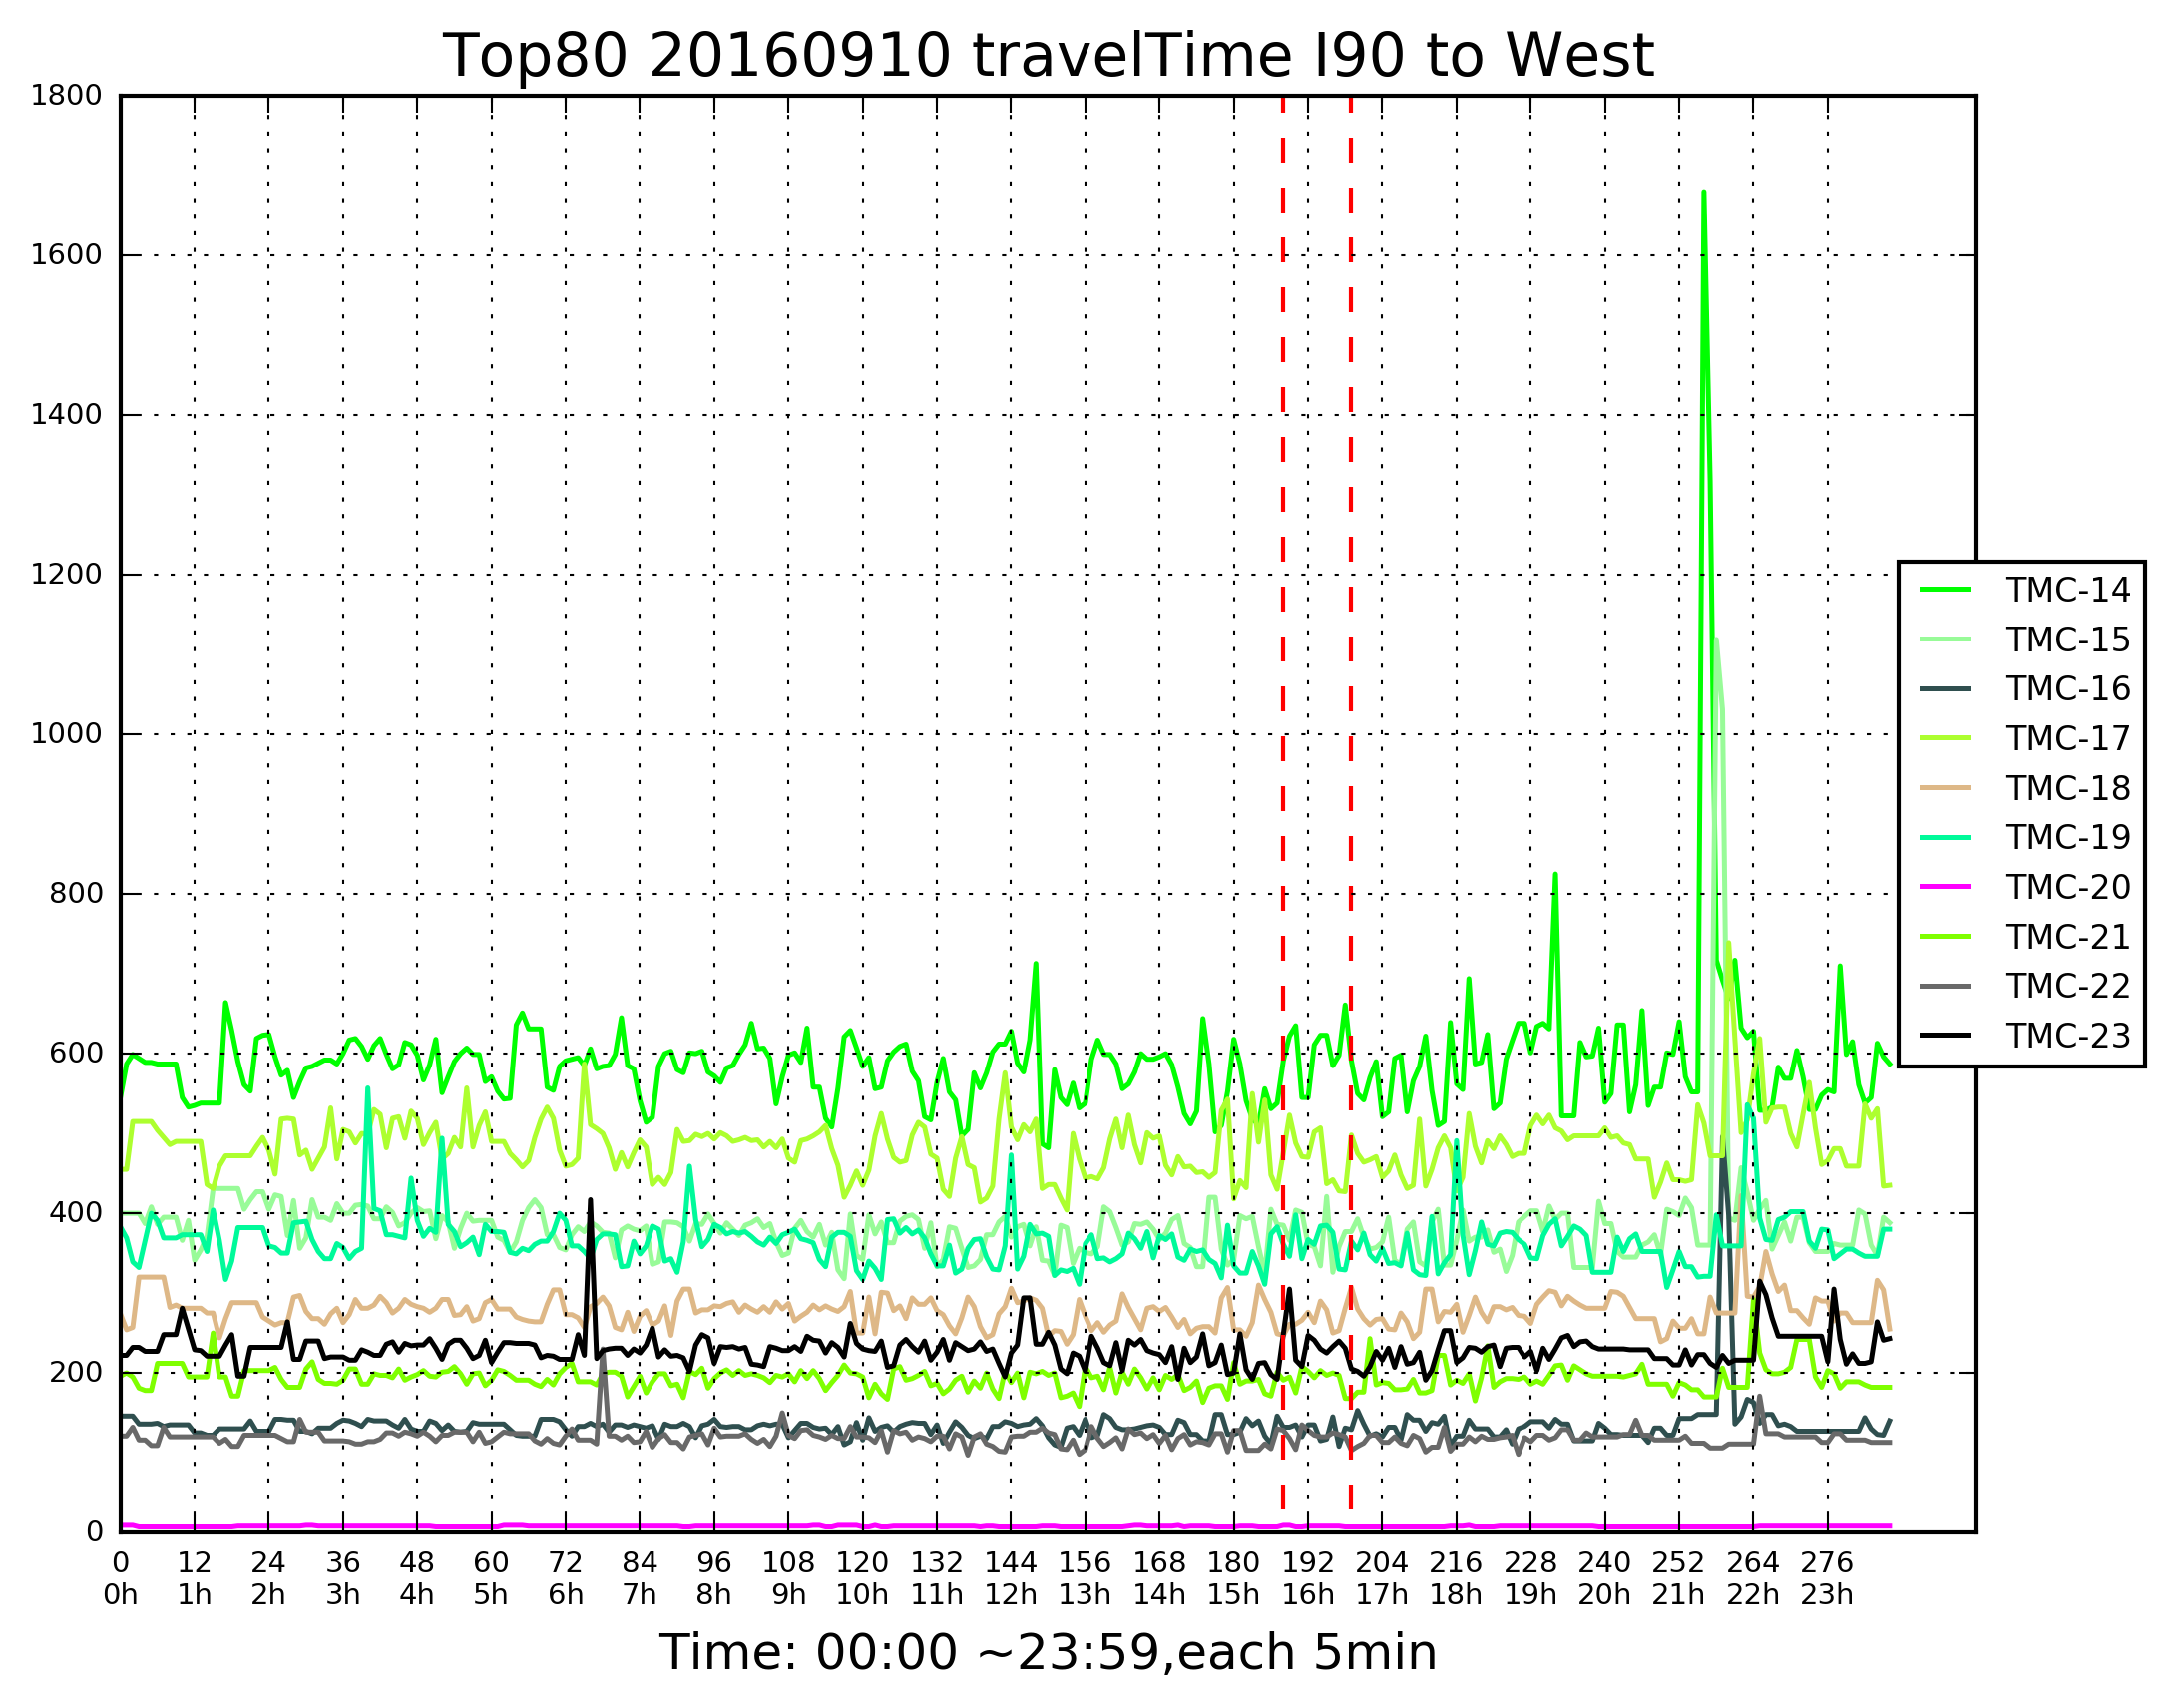 Top80 20160910 travelTime I90 to West
1800
1600
1400
1200
1000
800
600
400
200
0
TMC-14
TMC-15
TMC-16
TMC-17
TMC-18
TMC-19
TMC-20
TMC-21
TMC-22
TMC-23
0 12 24 36 48 60 72 84 96 108 120 132 144 156 168 180 192 204 216 228 240 252 264 276
0h 1h 2h 3h 4h 5h 6h 7h 8h 9h 10h 11h 12h 13h 14h 15h 16h 17h 18h 19h 20h 21h 22h 23h
Time: 00:00 ~23:59,each 5min